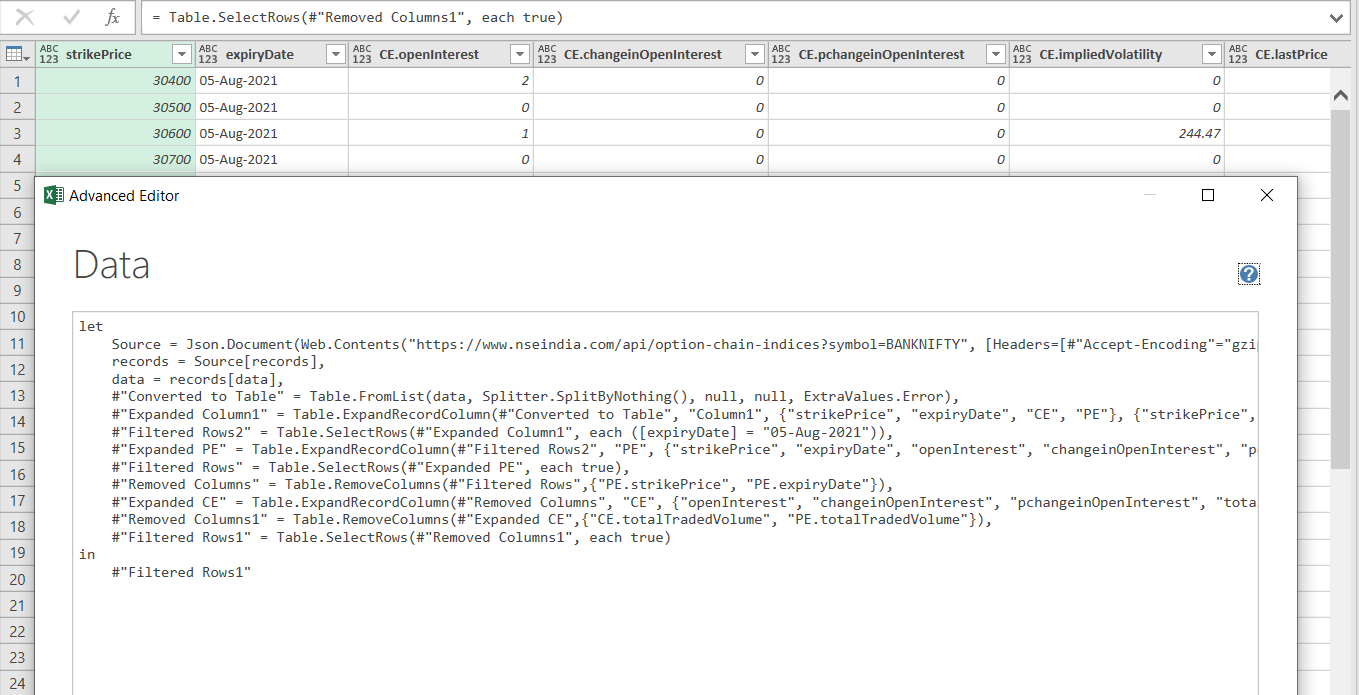 fx = Table.SelectRows(#"Removed Columns1", each true)
ABC 123 strikePrice ABC 123 expiryDate ABC 123 CE.openInterest ABC 123 CE.changeinOpenInterest ABC 123 CE.pchangeinOpenInterest ABC 123 CE.impliedVolatility ABC 123 CE.lastPrice
1 30400 05-Aug-2021 2 0 0 0
2 30500 05-Aug-2021 0 0 0 0
3 30600 05-Aug-2021 1 0 0 244.47
4 30700 05-Aug-2021 0 0 0 0
5
Advanced Editor
6
7
Data
8
9
10
let
11
Source = Json.Document(Web.Contents("https://www.nseindia.com/api/option-chain-indices?symbol=BANKNIFTY", [Headers=[#"Accept-Encoding"="gzi
records = Source[records],
12
data = records[data],
13
#"Converted to Table" = Table.FromList(data, Splitter.SplitByNothing(), null, null, ExtraValues.Error),
14
#"Expanded Column1" = Table.ExpandRecordColumn(#"Converted to Table", "Column1", {"strikePrice", "expiryDate", "CE", "PE"}, {"strikePrice",
#"Filtered Rows2" = Table.SelectRows(#"Expanded Column1", each ([expiryDate] = "05-Aug-2021")),
15
#"Expanded PE" = Table.ExpandRecordColumn(#"Filtered Rows2", "PE", {"strikePrice", "expiryDate", "openInterest", "changeinOpenInterest", "p
#"Filtered Rows" = Table.SelectRows(#"Expanded PE", each true),
16
#"Removed Columns" = Table.RemoveColumns(#"Filtered Rows",{"PE.strikePrice", "PE.expiryDate"}),
17
#"Expanded CE" = Table.ExpandRecordColumn(#"Removed Columns", "CE", {"openInterest", "changeinOpenInterest", "pchangeinOpenInterest", "tota
18
#"Removed Columns1" = Table.RemoveColumns(#"Expanded CE",{"CE.totalTradedVolume", "PE.totalTradedVolume"}),
#"Filtered Rows1" = Table.SelectRows(#"Removed Columns1", each true)
19
in
20
#"Filtered Rows1"
21
22
23
24